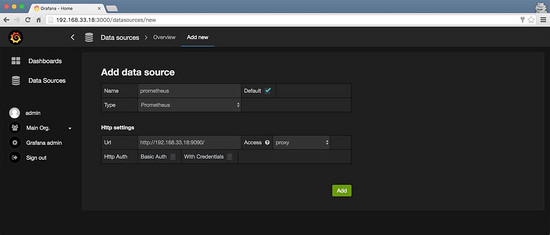 Grafana - Home
192.168.33.18:3000/datasources/new
Data sources > Overview Add new
Dashboards
Data Sources
admin
Main Org.
Grafana admin
Sign out
Add data source
Name prometheus Default
Type Prometheus
Http settings
Url http://192.168.33.18:9090/ Access proxy
Http Auth Basic Auth With Credentials
Add